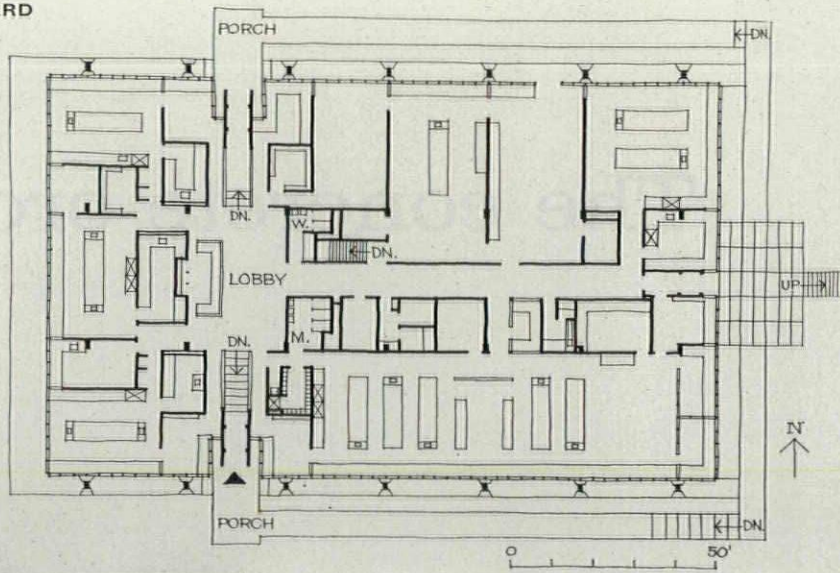 RD
PORCH
DN.
DN.
W.
DN.
LOBBY
UP
M.
DN.
N
PORCH
DN.
0 50'